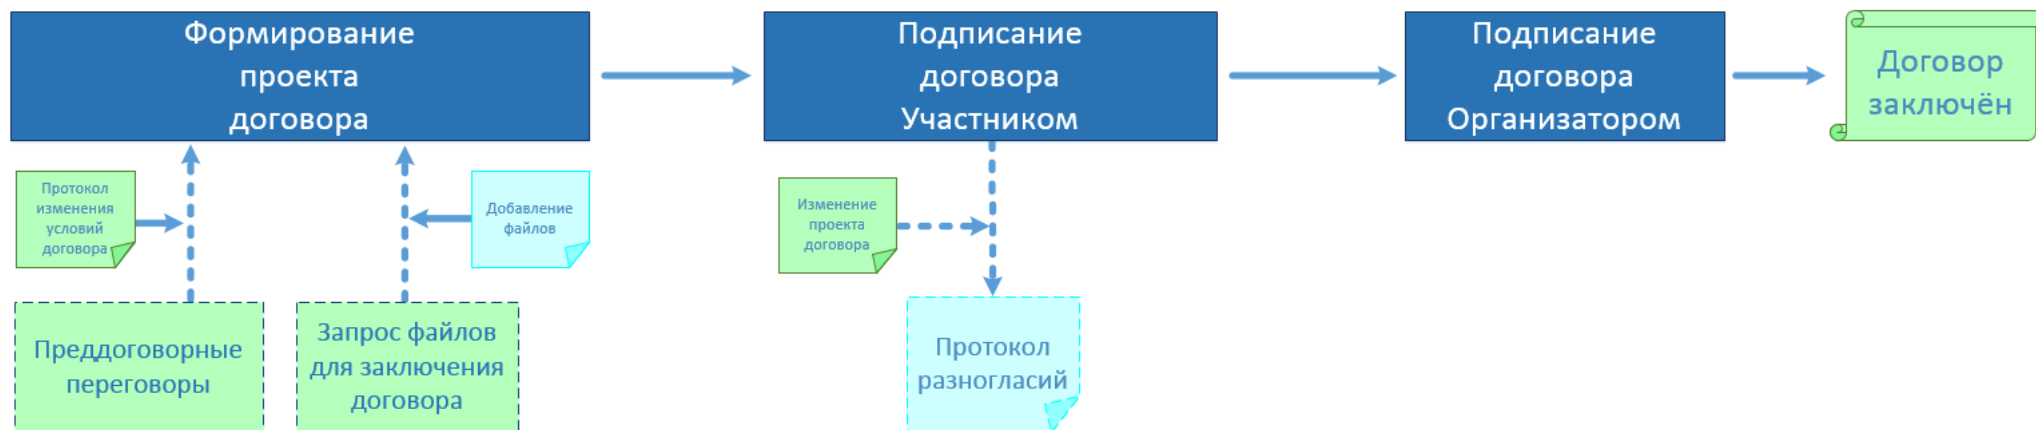 Формирование
проекта
договора
Подписание
договора
Участником
Подписание
договора
Организатором
Договор
заключён
Протокол
изменения
условий
договора
Добавление
файлов
Изменение
проекта
договора
Преддоговорные
переговоры
Запрос файлов
для заключения
договора
Протокол
разногласий